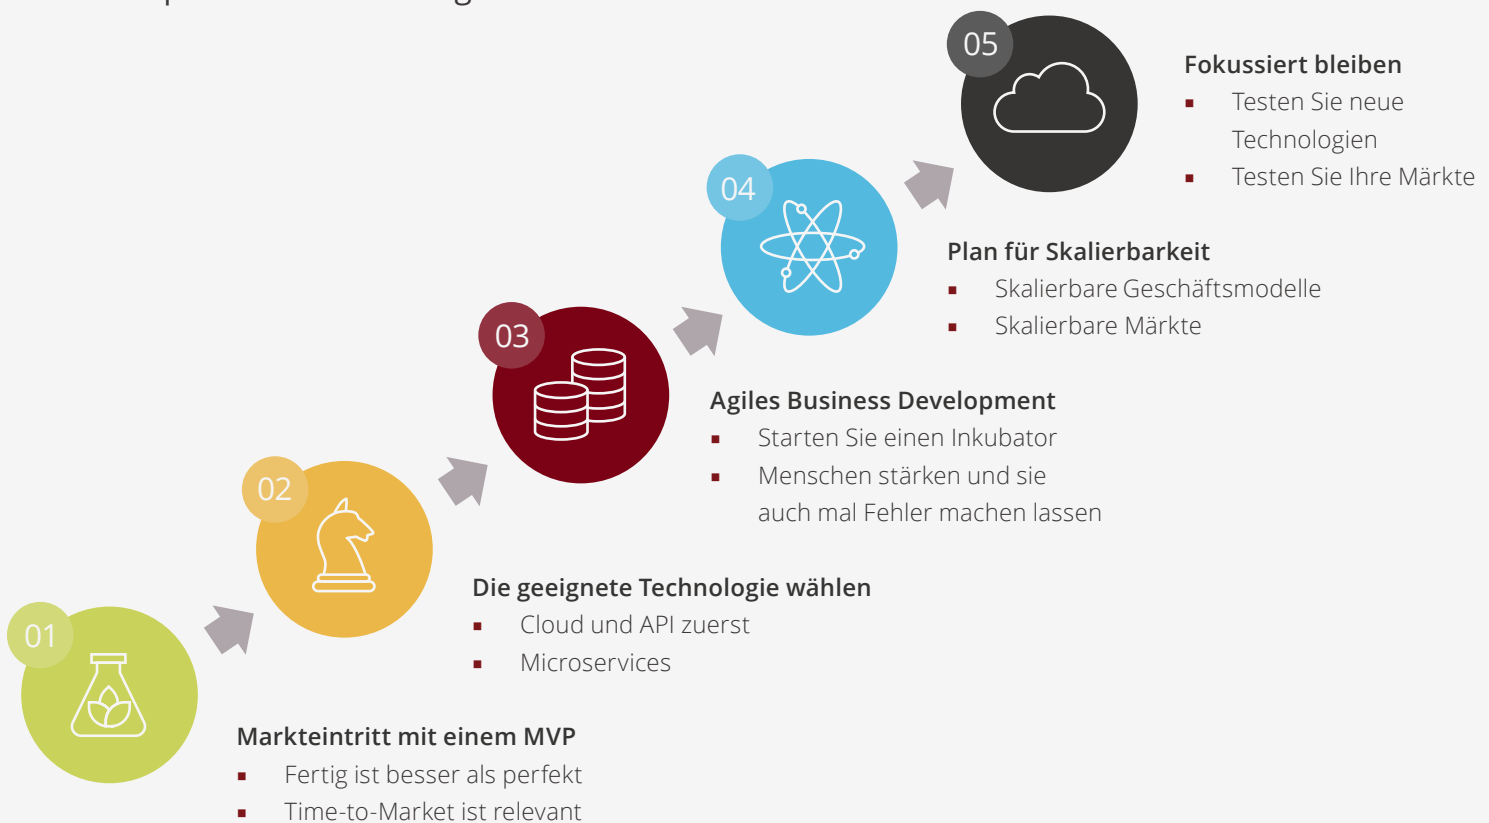 05
Fokussiert bleiben
▪ Testen Sie neue
Technologien
▪ Testen Sie Ihre Märkte
04
Plan für Skalierbarkeit
▪ Skalierbare Geschäftsmodelle
▪ Skalierbare Märkte
03
Agiles Business Development
▪ Starten Sie einen Inkubator
▪ Menschen stärken und sie
auch mal Fehler machen lassen
02
Die geeignete Technologie wählen
▪ Cloud und API zuerst
▪ Microservices
01
Markteintritt mit einem MVP
▪ Fertig ist besser als perfekt
▪ Time-to-Market ist relevant